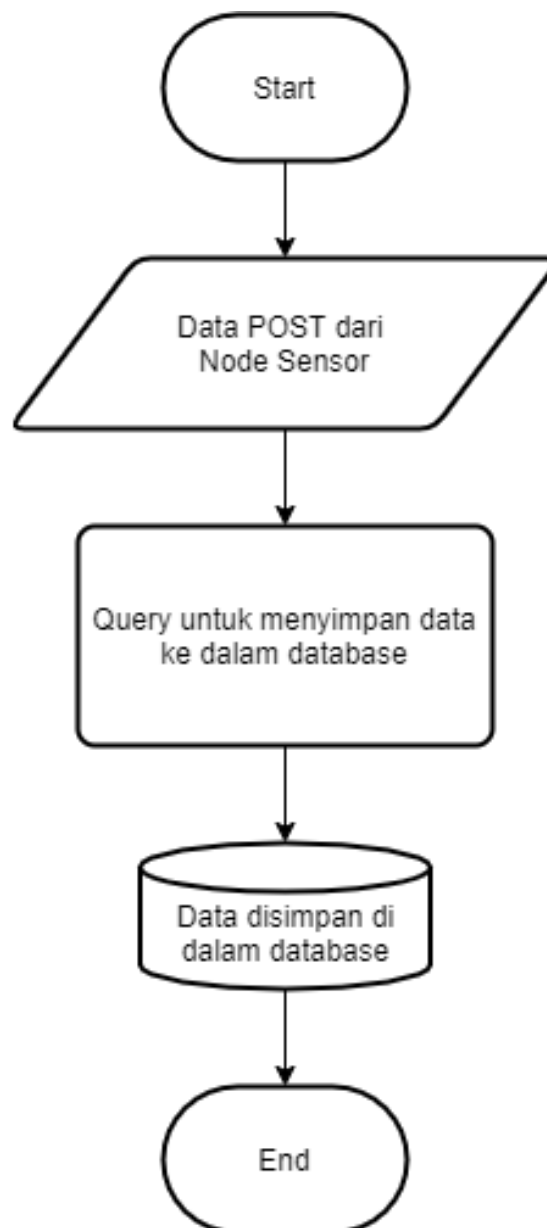 Start
Data POST dari
Node Sensor
Query untuk menyimpan data
ke dalam database
Data disimpan di
dalam database
End